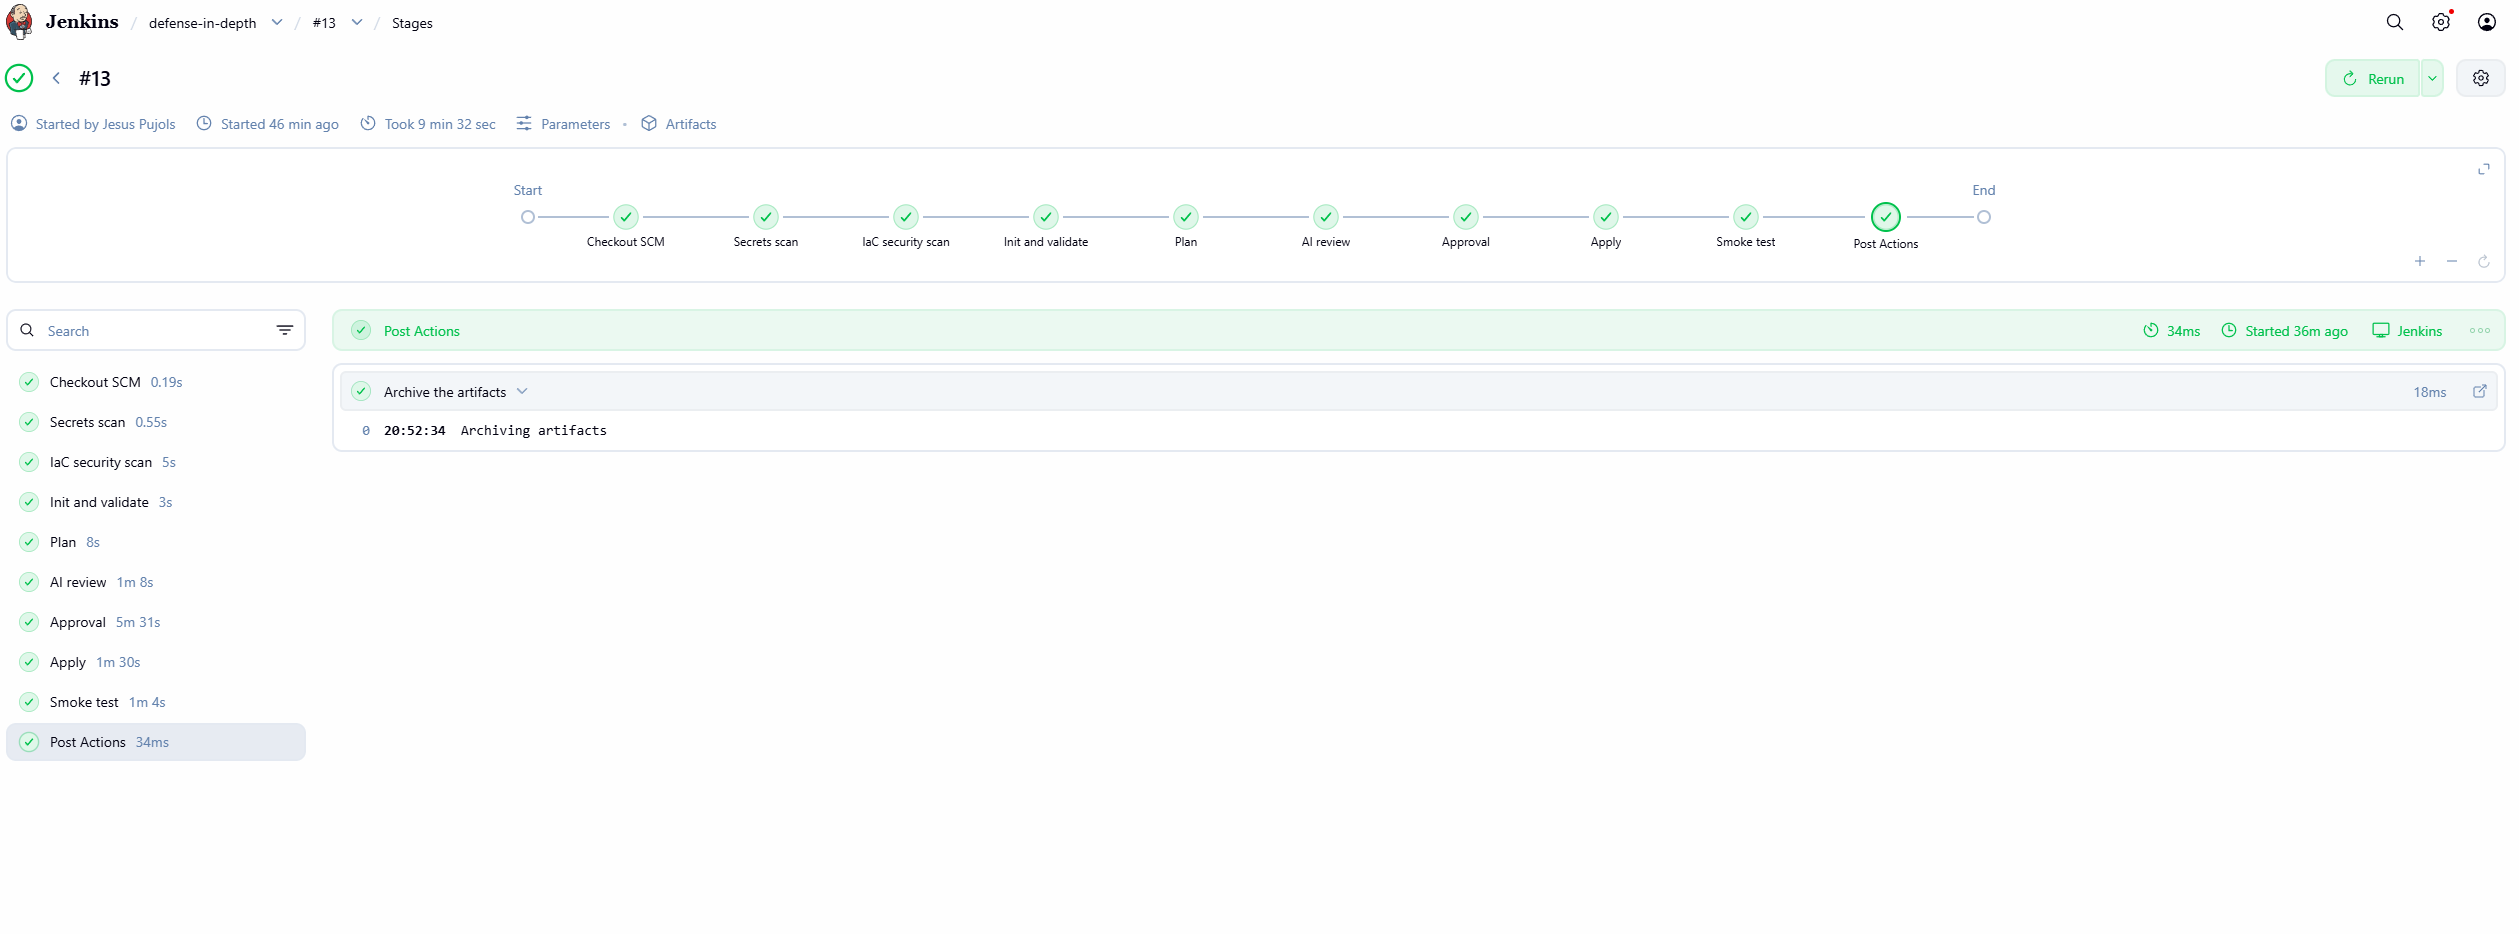 Jenkins / defense-in-depth / #13 / Stages
#13
Rerun
Started by Jesus Pujols Started 46 min ago Took 9 min 32 sec Parameters Artifacts
Start End
Checkout SCM Secrets scan IaC security scan Init and validate Plan AI review Approval Apply Smoke test Post Actions
Search
Checkout SCM 0.19s
Secrets scan 0.55s
IaC security scan 5s
Init and validate 3s
Plan 8s
AI review 1m 8s
Approval 5m 31s
Apply 1m 30s
Smoke test 1m 4s
Post Actions 34ms
Post Actions 34ms Started 36m ago Jenkins
Archive the artifacts 18ms
0 20:52:34 Archiving artifacts